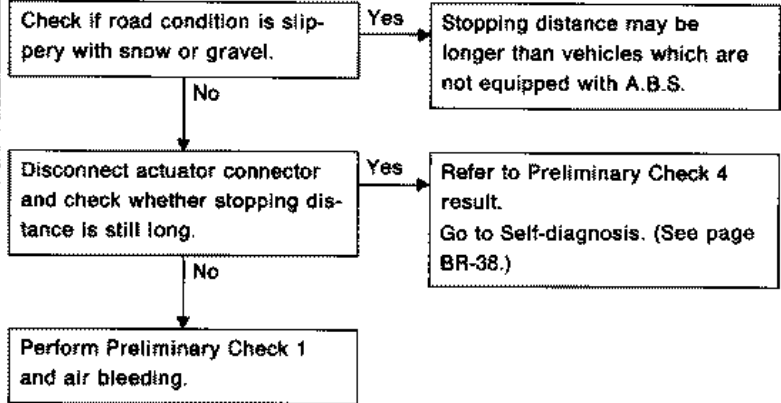 Check if road condition is slip-
pery with snow or gravel.
Yes
Stopping distance may be
longer than vehicles which are
not equipped with A.B.S.
No
Disconnect actuator connector
and check whether stopping dis-
tance is still long.
Yes
Refer to Preliminary Check 4
result.
Go to Self-diagnosis. (See page
BR-38.)
No
Perform Preliminary Check 1
and air bleeding.